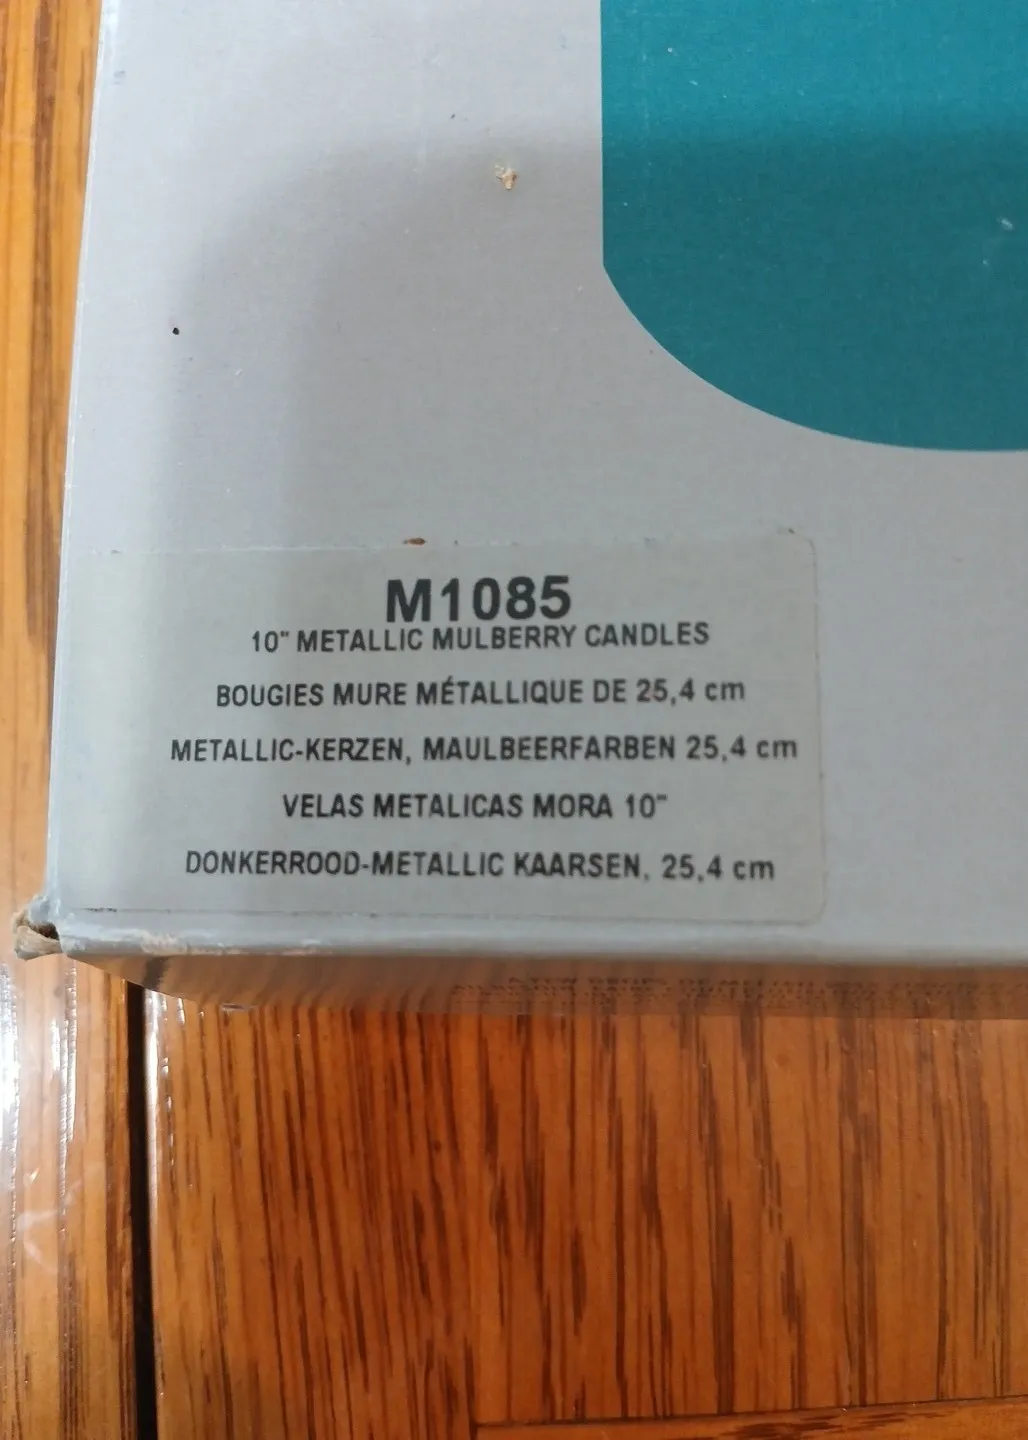 M1085
10" METALLIC MULBERRY CANDLES
BOUGIES MURE MÉTALLIQUE DE 25,4 cm
METALLIC-KERZEN, MAULBEERFARBEN 25,4 cm
VELAS METALICAS MORA 10"
DONKERROOD-METALLIC KAARSEN, 25,4 cm